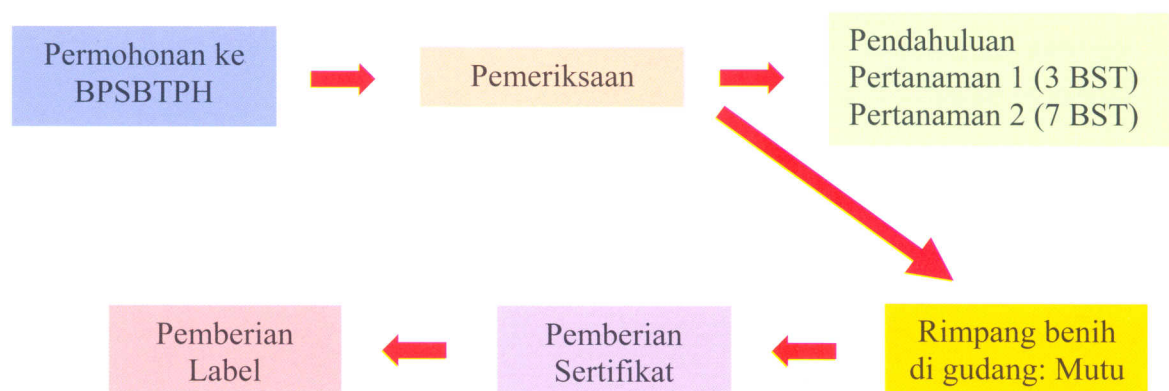 Permohonan ke
BPSBTPH
Pemeriksaan
Pendahuluan
Pertanaman 1 (3 BST)
Pertanaman 2 (7 BST)
Pemberian
Label
Pemberian
Sertifikat
Rimpang benih
di gudang: Mutu